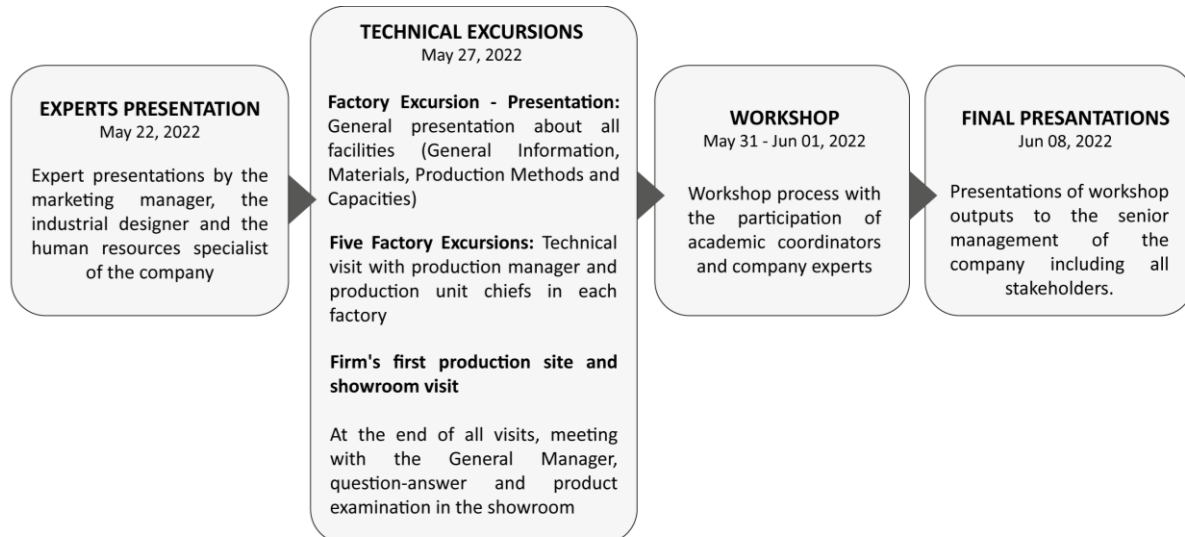 EXPERTS PRESENTATION
May 22, 2022
Expert presentations by the
marketing manager, the
industrial designer and the
human resources specialist
of the company
TECHNICAL EXCURSIONS
May 27, 2022
Factory Excursion - Presentation:
General presentation about all
facilities (General Information,
Materials, Production Methods and
Capacities)
Five Factory Excursions: Technical
visit with production manager and
production unit chiefs in each
factory
Firm's first production site and
showroom visit
At the end of all visits, meeting
with the General Manager,
question-answer and product
examination in the showroom
WORKSHOP
May 31 - Jun 01, 2022
Workshop process with
the participation of
academic coordinators
and company experts
FINAL PRESANTATIONS
Jun 08, 2022
Presentations of workshop
outputs to the senior
management of the
company including all
stakeholders.